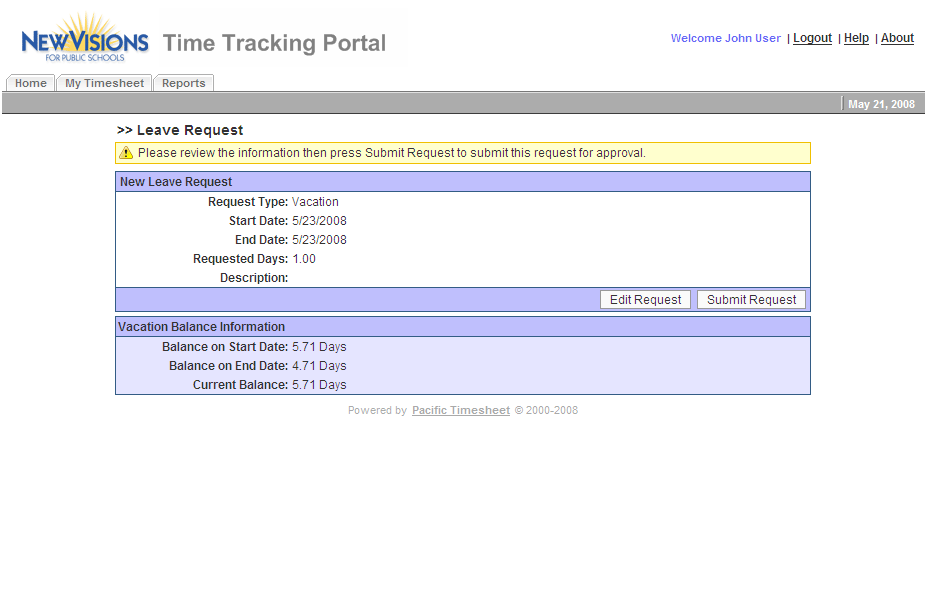 NEW VISIONS
FOR PUBLIC SCHOOLS
Time Tracking Portal
Welcome John User | Logout | Help | About
Home My Timesheet Reports
May 21, 2008
>> Leave Request
Please review the information then press Submit Request to submit this request for approval.
New Leave Request
Request Type: Vacation
Start Date: 5/23/2008
End Date: 5/23/2008
Requested Days: 1.00
Description:
Edit Request Submit Request
Vacation Balance Information
Balance on Start Date: 5.71 Days
Balance on End Date: 4.71 Days
Current Balance: 5.71 Days
Powered by Pacific Timesheet © 2000-2008